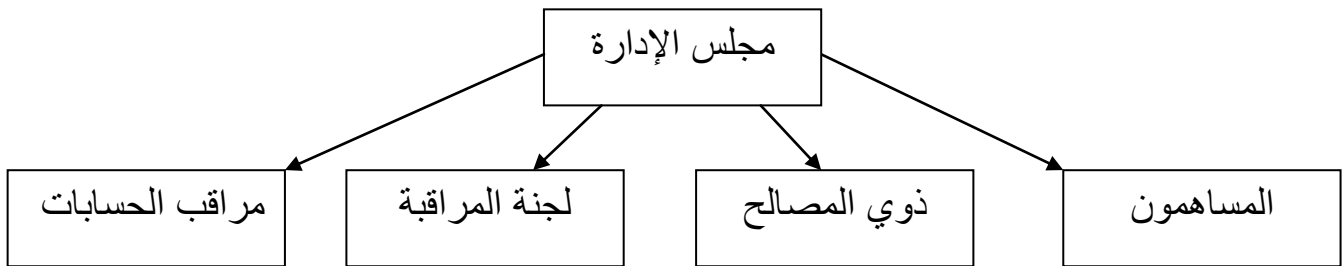 مجلس الإدارة
المساهمون
ذوي المصالح
لجنة المراقبة
مراقب الحسابات